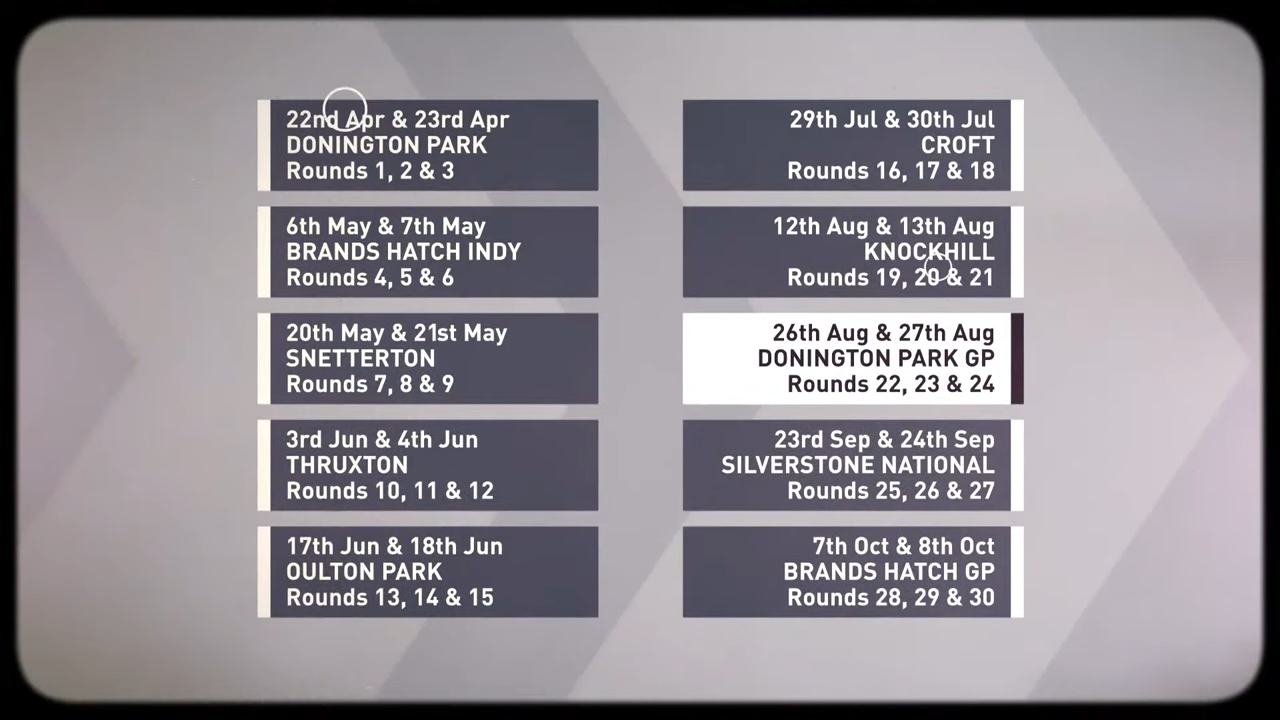 22nd Apr & 23rd Apr
DONINGTON PARK
Rounds 1, 2 & 3
6th May & 7th May
BRANDS HATCH INDY
Rounds 4, 5 & 6
20th May & 21st May
SNETTERTON
Rounds 7, 8 & 9
3rd Jun & 4th Jun
THRUXTON
Rounds 10, 11 & 12
17th Jun & 18th Jun
OULTON PARK
Rounds 13, 14 & 15
29th Jul & 30th Jul
CROFT
Rounds 16, 17 & 18
12th Aug & 13th Aug
KNOCKHILL
Rounds 19, 20 & 21
26th Aug & 27th Aug
DONINGTON PARK GP
Rounds 22, 23 & 24
23rd Sep & 24th Sep
SILVERSTONE NATIONAL
Rounds 25, 26 & 27
7th Oct & 8th Oct
BRANDS HATCH GP
Rounds 28, 29 & 30